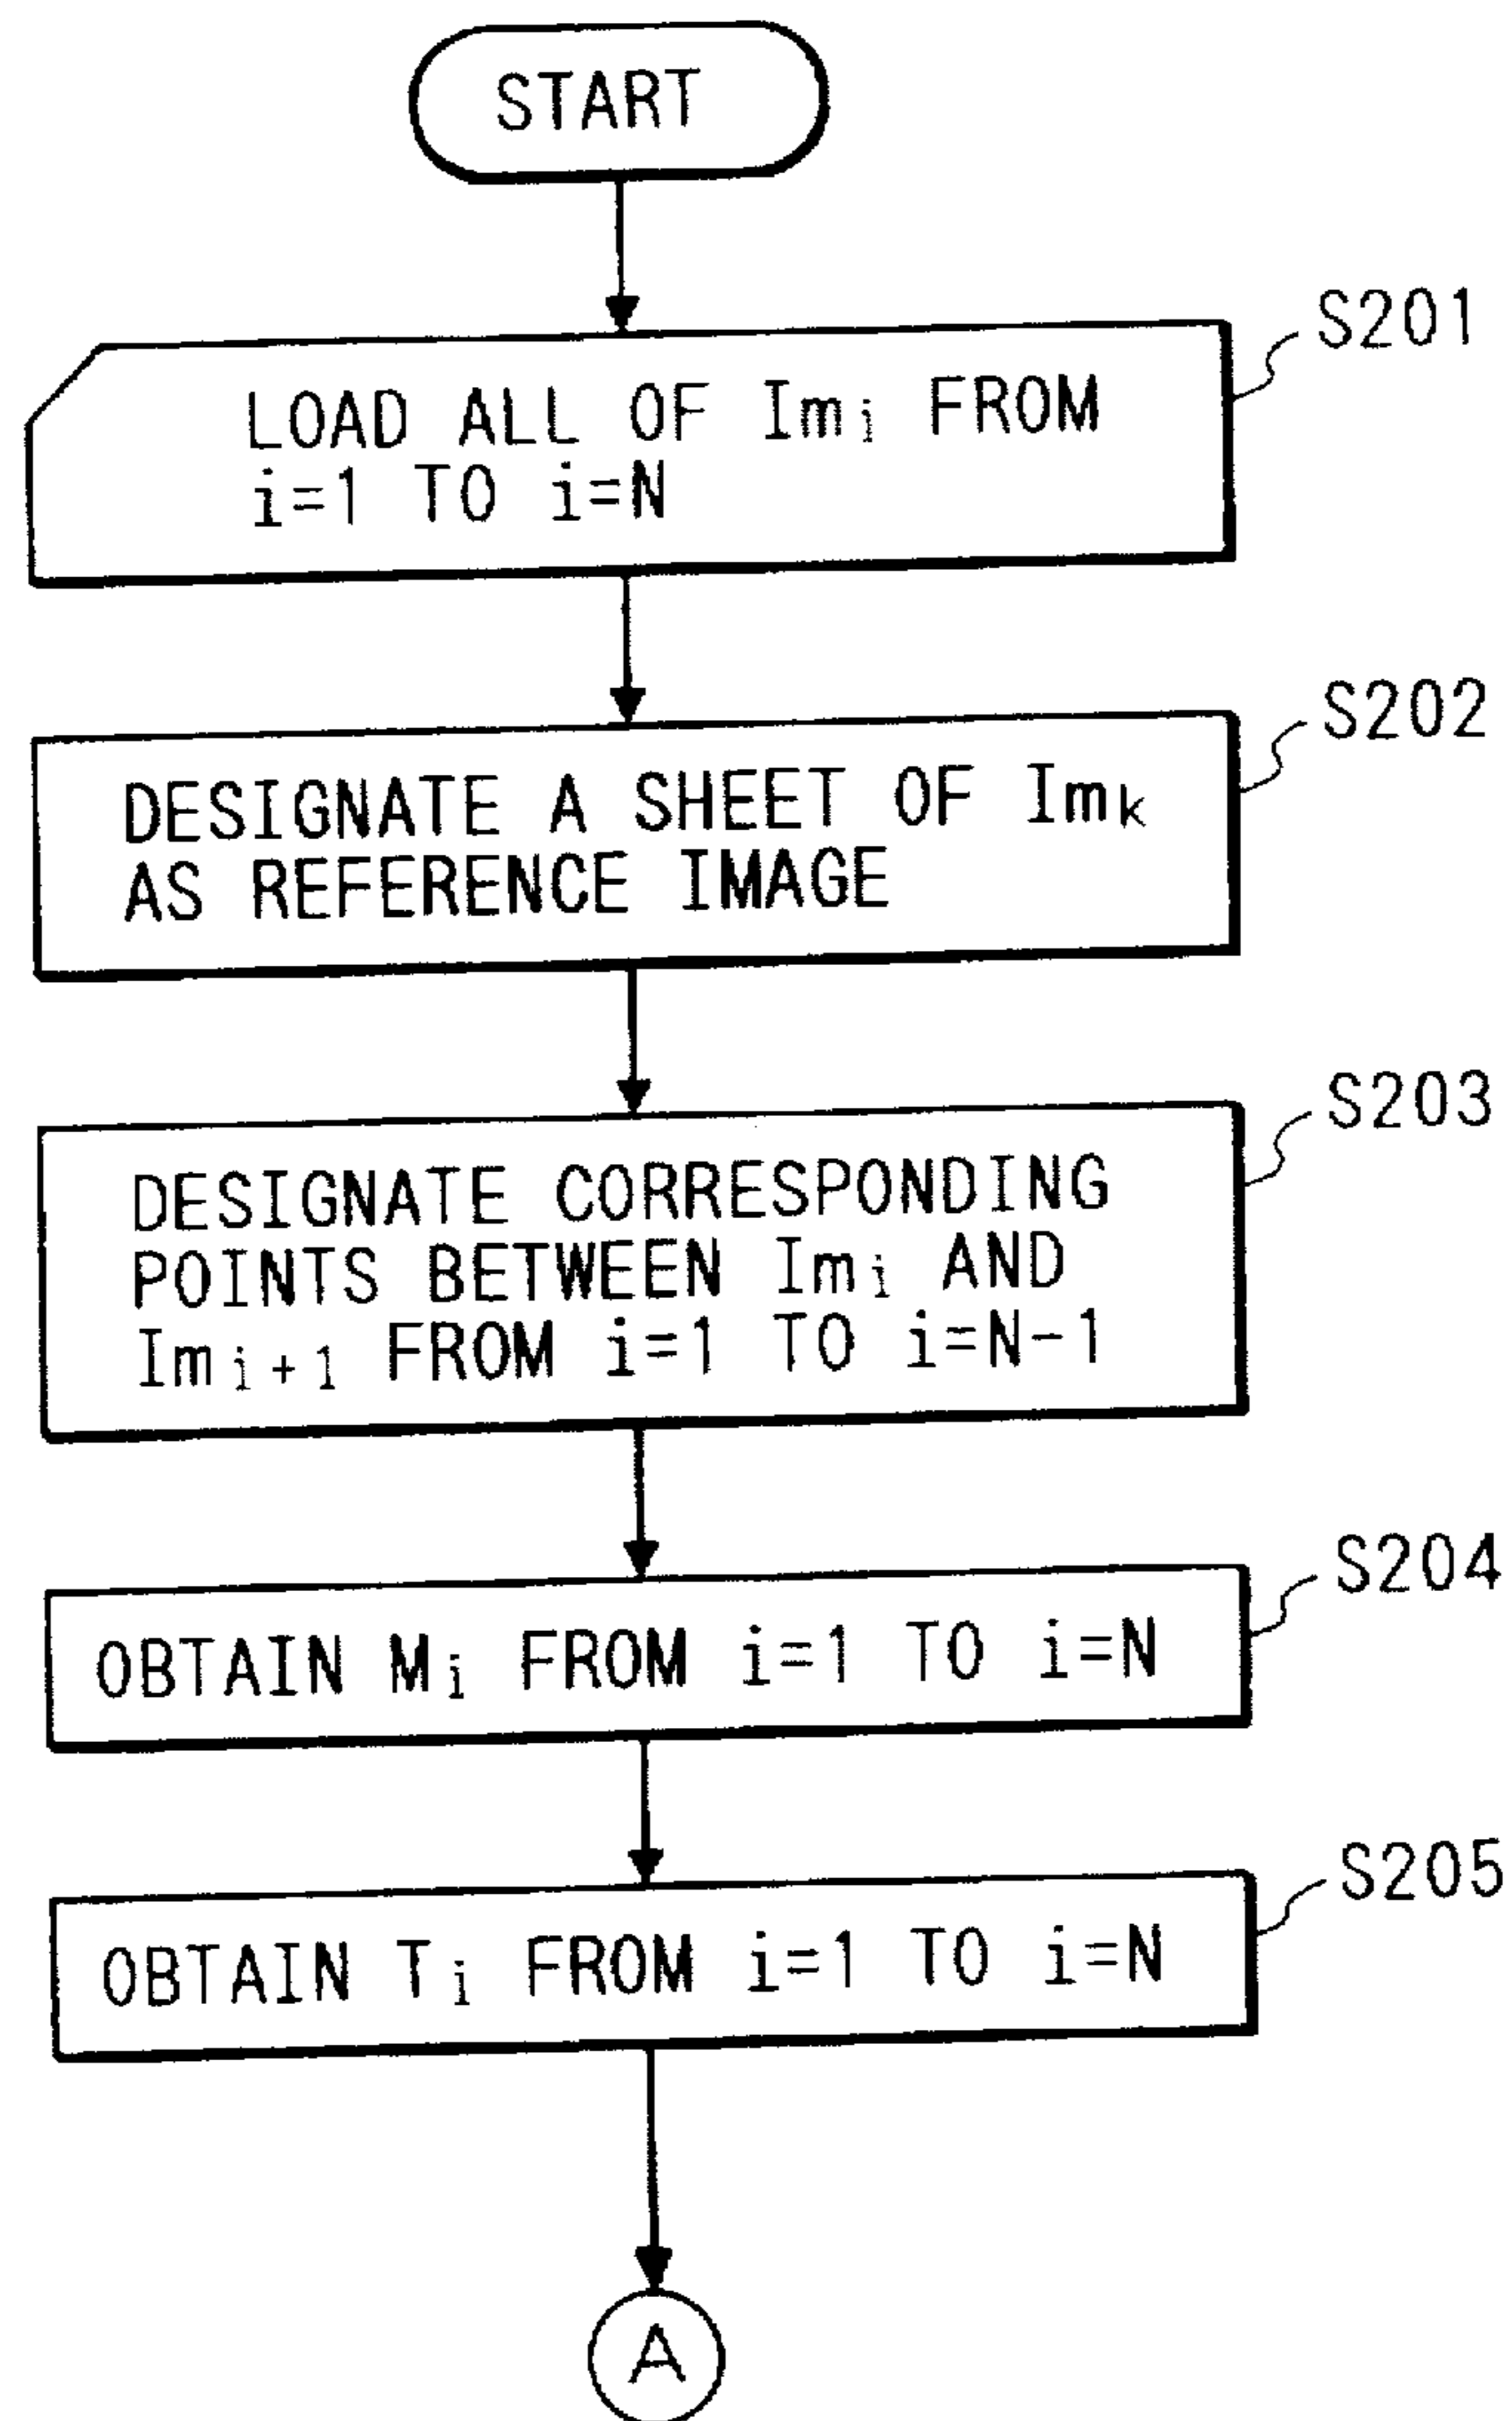 START
S201
LOAD ALL OF Imᵢ FROM
i=1 TO i=N
S202
DESIGNATE A SHEET OF Imₖ
AS REFERENCE IMAGE
S203
DESIGNATE CORRESPONDING
POINTS BETWEEN Imᵢ AND
Imᵢ₊₁ FROM i=1 TO i=N-1
S204
OBTAIN Mᵢ FROM i=1 TO i=N
S205
OBTAIN Tᵢ FROM i=1 TO i=N
A